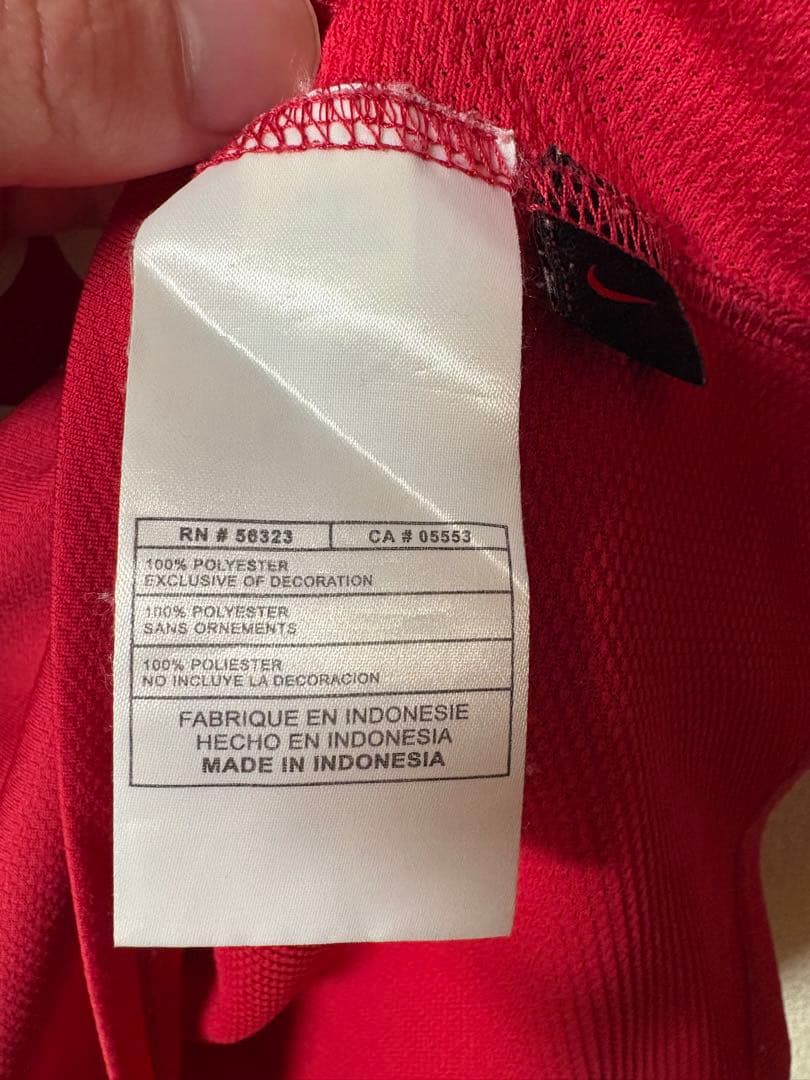 RN # 56323
CA # 05553
100% POLYESTER
EXCLUSIVE OF DECORATION
100% POLYESTER
SANS ORNEMENTS
100% POLIESTER
NO INCLUYE LA DECORACION
FABRIQUE EN INDONESIE
HECHO EN INDONESIA
MADE IN INDONESIA